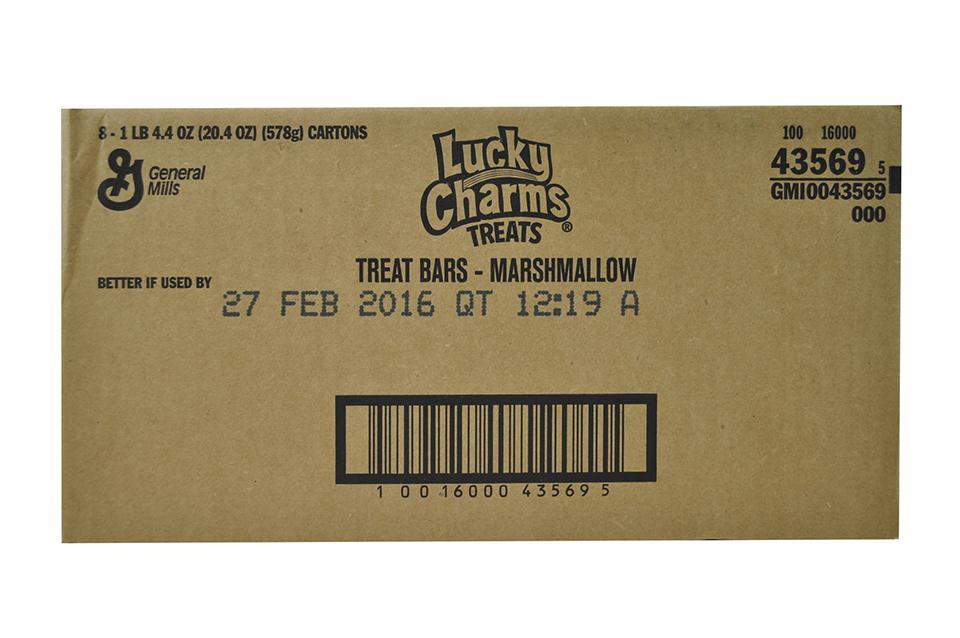 8 - 1 LB 4.4 OZ (20.4 OZ) (578g) CARTONS
General
Mills
Lucky
Charms
TREATS ®
100 16000
43569 5
GMI0043569
000
TREAT BARS - MARSHMALLOW
BETTER IF USED BY
27 FEB 2016 QT 12:19 A
1 00 16000 43569 5